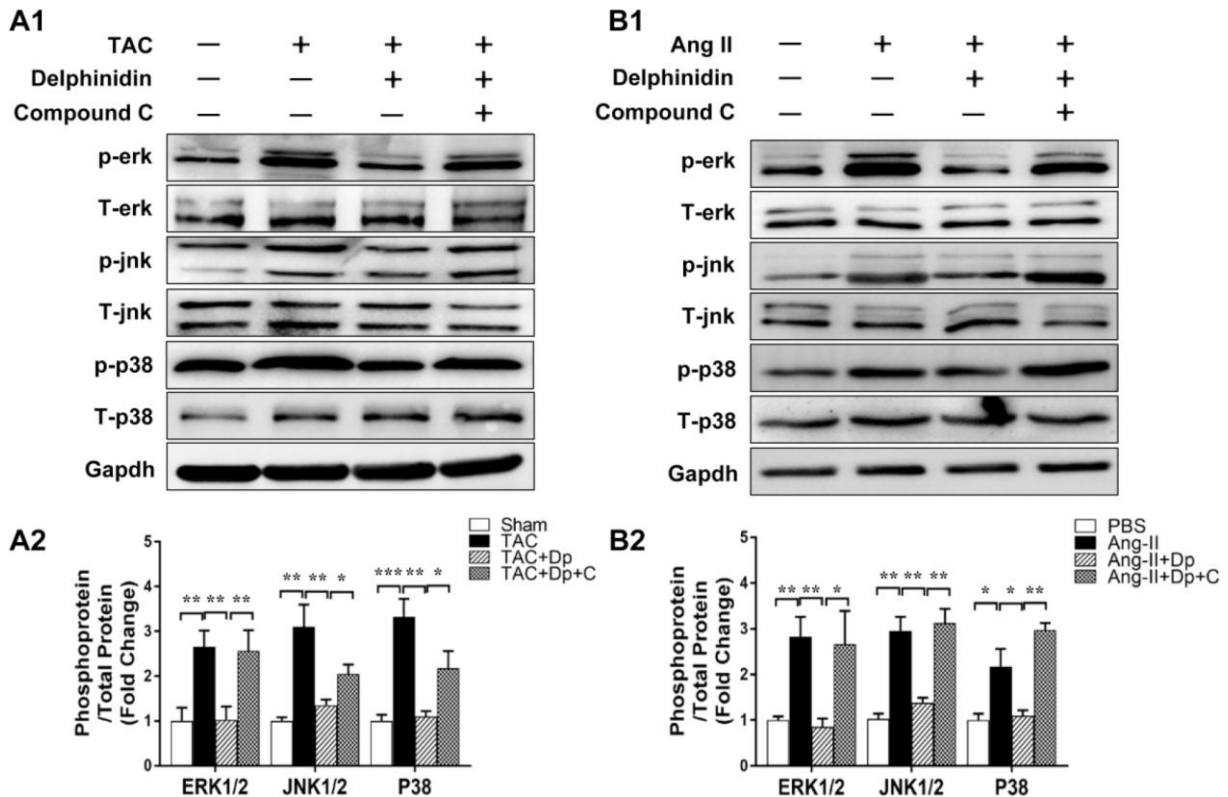 A1
TAC — + + +
Delphinidin — — + +
Compound C — — — +
p-erk
T-erk
p-jnk
T-jnk
p-p38
T-p38
Gapdh
B1
Ang II — + + +
Delphinidin — — + +
Compound C — — — +
p-erk
T-erk
p-jnk
T-jnk
p-p38
T-p38
Gapdh
A2
Sham
TAC
TAC+Dp
TAC+Dp+C
Phosphoprotein
/Total Protein
(Fold Change)
5
4
3
2
1
0
** ** ** ** ** * *** ** *
ERK1/2 JNK1/2 P38
B2
PBS
Ang-II
Ang-II+Dp
Ang-II+Dp+C
Phosphoprotein
/Total Protein
(Fold Change)
5
4
3
2
1
0
** ** * ** ** ** * * **
ERK1/2 JNK1/2 P38